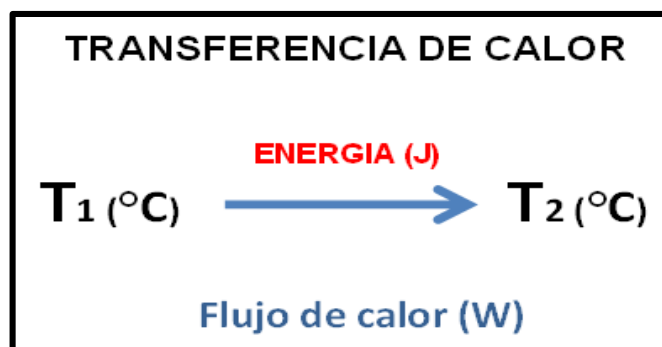 TRANSFERENCIA DE CALOR
ENERGIA (J)
T1 (°C) T2 (°C)
Flujo de calor (W)